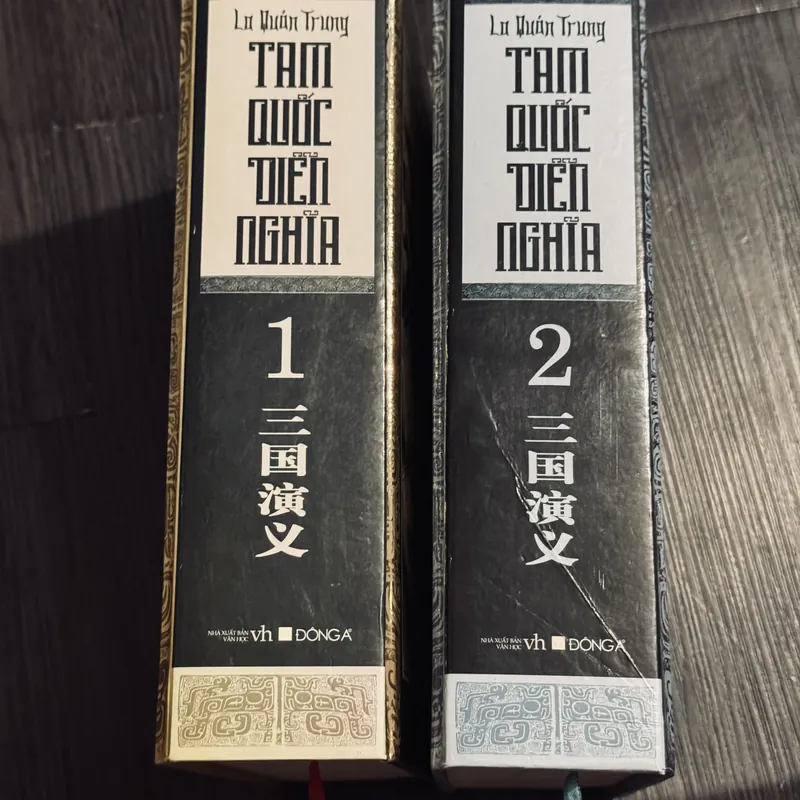 La Quán Trung
TAM
QUỐC
DIỄN
NGHĨA
1
三国演义
NHÀ XUẤT BẢN
VĂN HỌC
vh
ĐÔNG A
La Quán Trung
TAM
QUỐC
DIỄN
NGHĨA
2
三国演义
NHÀ XUẤT BẢN
VĂN HỌC
vh
ĐÔNG A